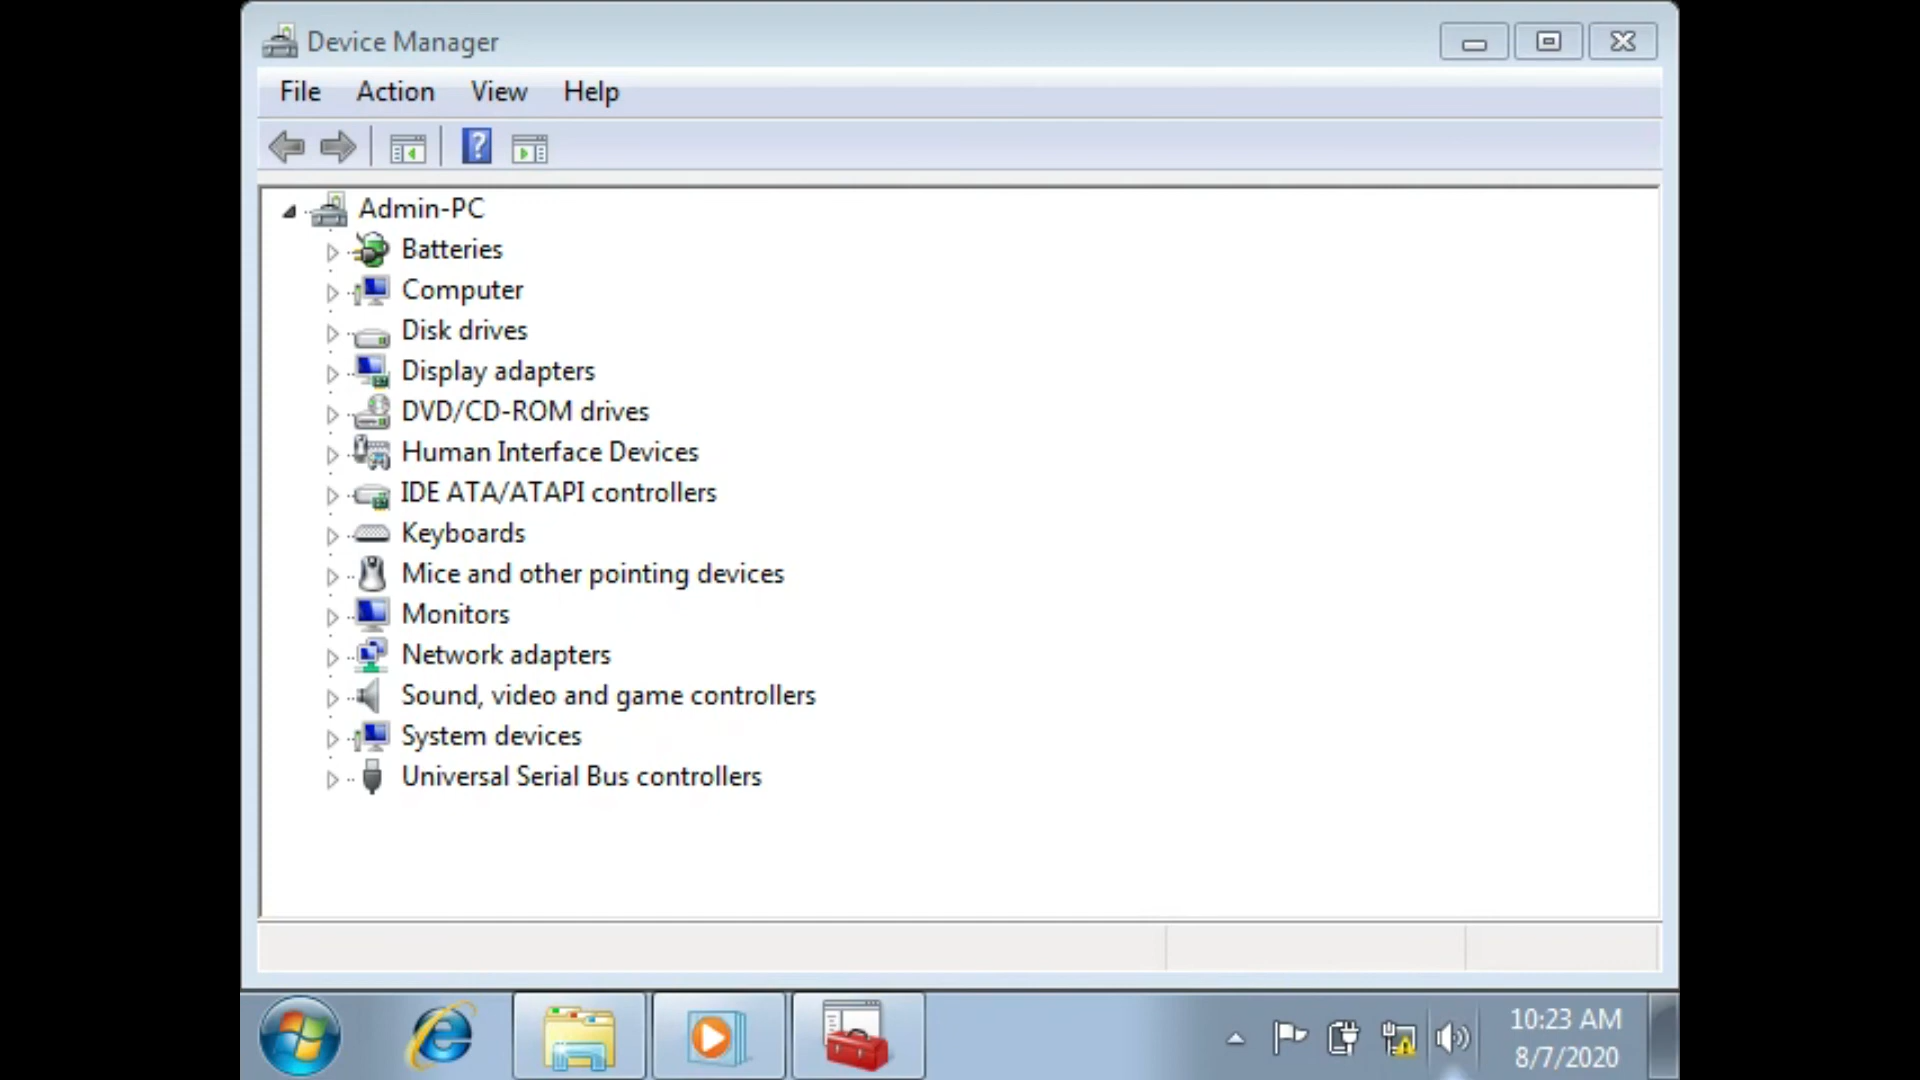 Device Manager
File Action View Help
?
Admin-PC
Batteries
Computer
Disk drives
Display adapters
DVD/CD-ROM drives
Human Interface Devices
IDE ATA/ATAPI controllers
Keyboards
Mice and other pointing devices
Monitors
Network adapters
Sound, video and game controllers
System devices
Universal Serial Bus controllers
10:23 AM
8/7/2020